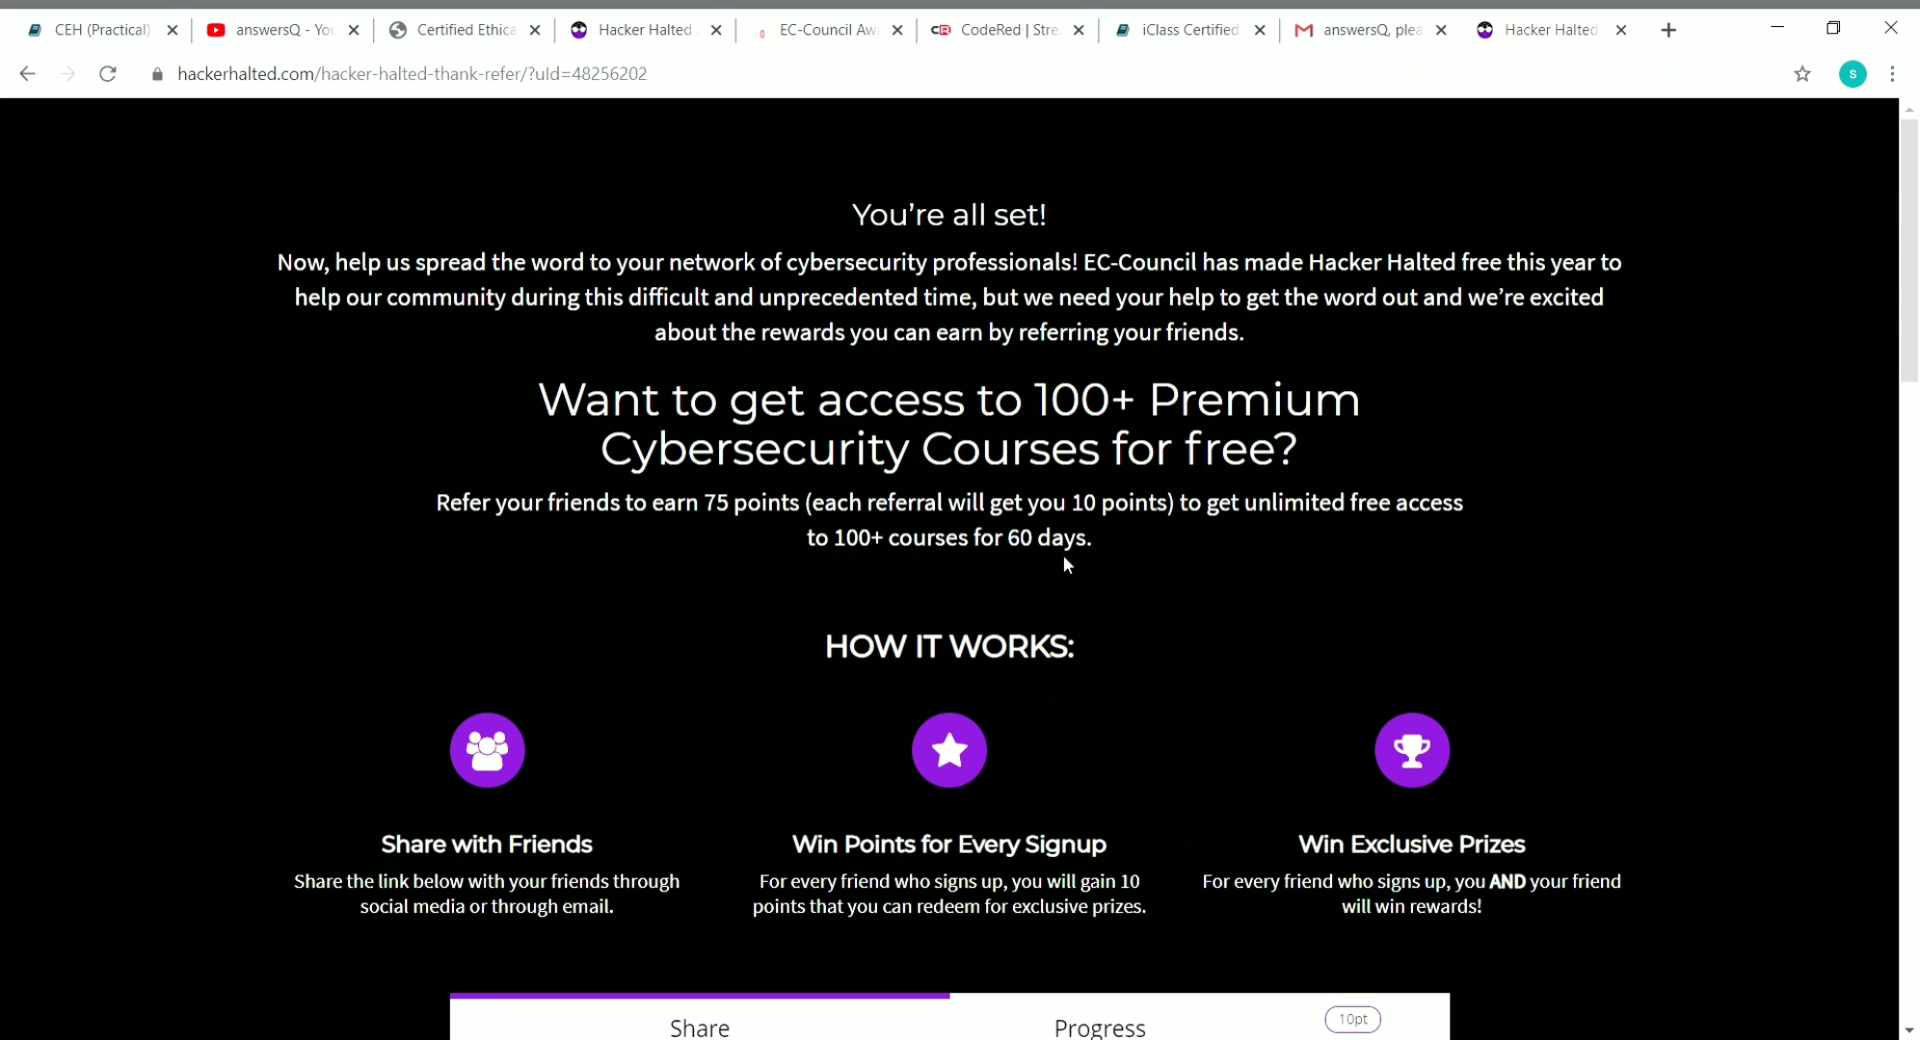 CEH (Practical)
answersQ - You
Certified Ethica
Hacker Halted
EC-Council Aw
CodeRed | Stre
iClass Certified
answersQ, plea
Hacker Halted
hackerhalted.com/hacker-halted-thank-refer/?uld=48256202
S
You're all set!
Now, help us spread the word to your network of cybersecurity professionals! EC-Council has made Hacker Halted free this year to
help our community during this difficult and unprecedented time, but we need your help to get the word out and we're excited
about the rewards you can earn by referring your friends.
Want to get access to 100+ Premium
Cybersecurity Courses for free?
Refer your friends to earn 75 points (each referral will get you 10 points) to get unlimited free access
to 100+ courses for 60 days.
HOW IT WORKS:
Share with Friends
Share the link below with your friends through
social media or through email.
Win Points for Every Signup
For every friend who signs up, you will gain 10
points that you can redeem for exclusive prizes.
Win Exclusive Prizes
For every friend who signs up, you AND your friend
will win rewards!
Share
Progress
10pt